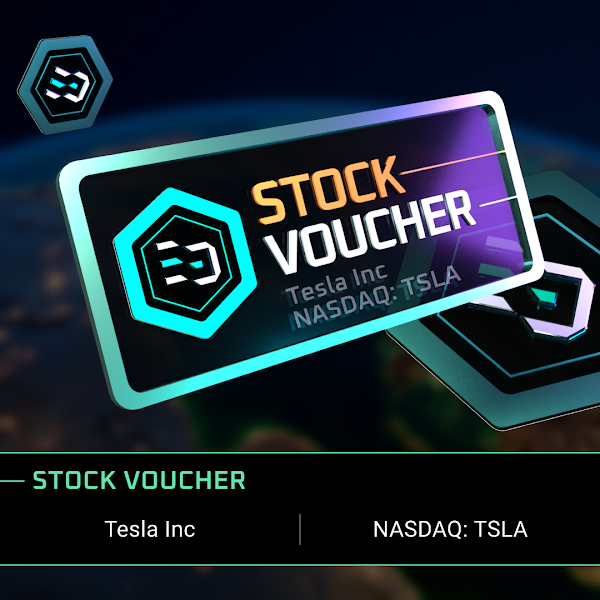 STOCK
VOUCHER
Tesla Inc
NASDAQ: TSLA
STOCK VOUCHER
Tesla Inc
NASDAQ: TSLA